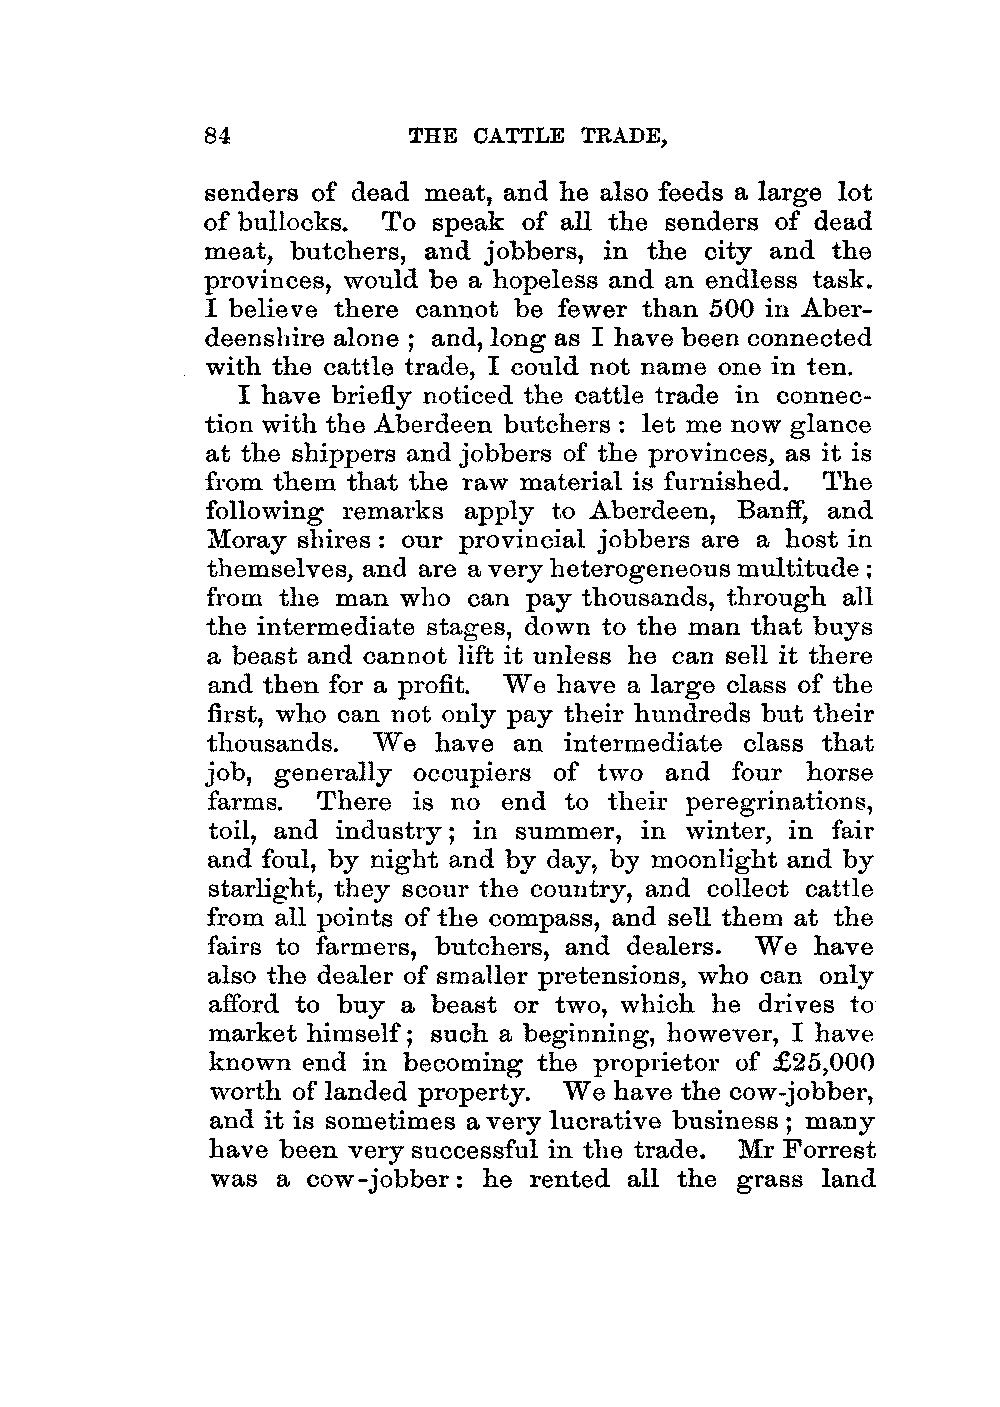 84 THE CATTLE TRADE,
senders of dead meat, and he also feeds a large lot
of bullocks. To speak of all the senders of dead
meat, butchers, and jobbers, in the city and the
provinces, would be a hopeless and an endless task.
I believe there cannot be fewer than 500 in Aber-
deenshire alone ; and, long as I have been connected
with the cattle trade, I could not name one in ten.
I have briefly noticed the cattle trade in connec-
tion with the Aberdeen butchers : let me now glance
at the shippers and jobbers of the provinces, as it is
from them that the raw material is furnished. The
following remarks apply to Aberdeen, Banff, and
Moray shires : our provincial jobbers are a host in
themselves, and are a very heterogeneous multitude ;
from the man who can pay thousands, through all
the intermediate stages, down to the man that buys
a beast and cannot lift it unless he can sell it there
and then for a profit. We have a large class of the
first, who can not only pay their hundreds but their
thousands. We have an intermediate class that
job, generally occupiers of two and four horse
farms. There is no end to their peregrinations,
toil, and industry ; in summer, in winter, in fair
and foul, by night and by day, by moonlight and by
starlight, they scour the country, and collect cattle
from all points of the compass, and sell them at the
fairs to farmers, butchers, and dealers. We have
also the dealer of smaller pretensions, who can only
afford to buy a beast or two, which he drives to
market himself ; such a beginning, however, I have
known end in becoming the proprietor of £25,000
worth of landed property. We have the cow-jobber,
and it is sometimes a very lucrative business ; many
have been very successful in the trade. Mr Forrest
was a cow-jobber : he rented all the grass land